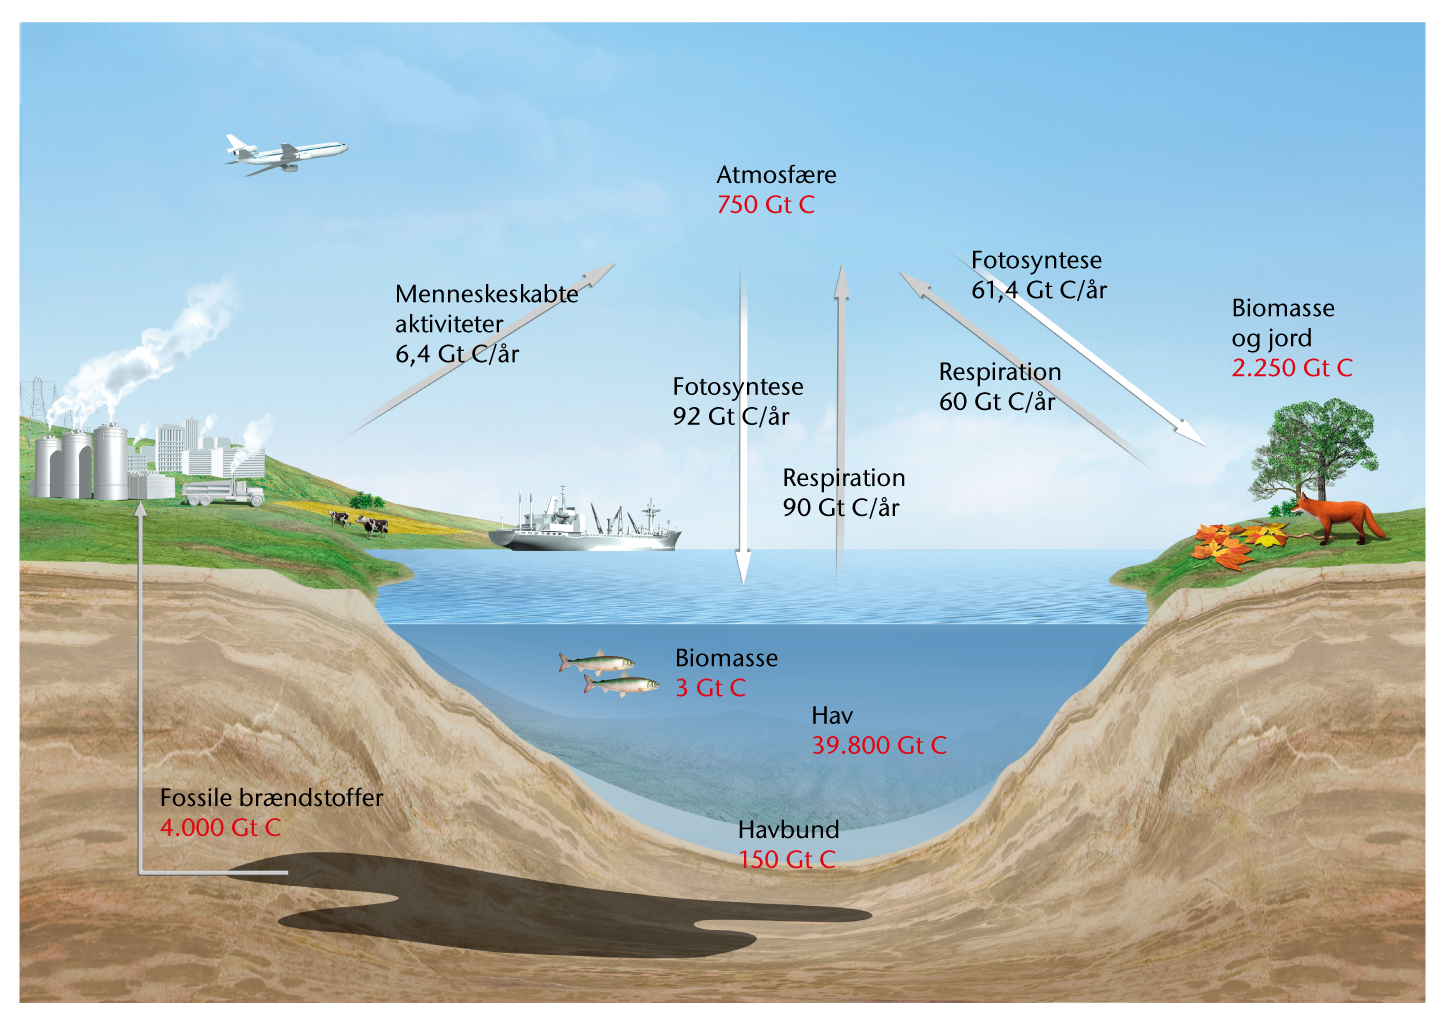 Atmosfære
750 Gt C
Menneskeskabte
aktiviteter
6,4 Gt C/år
Fotosyntese
92 Gt C/år
Respiration
90 Gt C/år
Fotosyntese
61,4 Gt C/år
Respiration
60 Gt C/år
Biomasse
og jord
2.250 Gt C
Biomasse
3 Gt C
Hav
39.800 Gt C
Fossile brændstoffer
4.000 Gt C
Havbund
150 Gt C